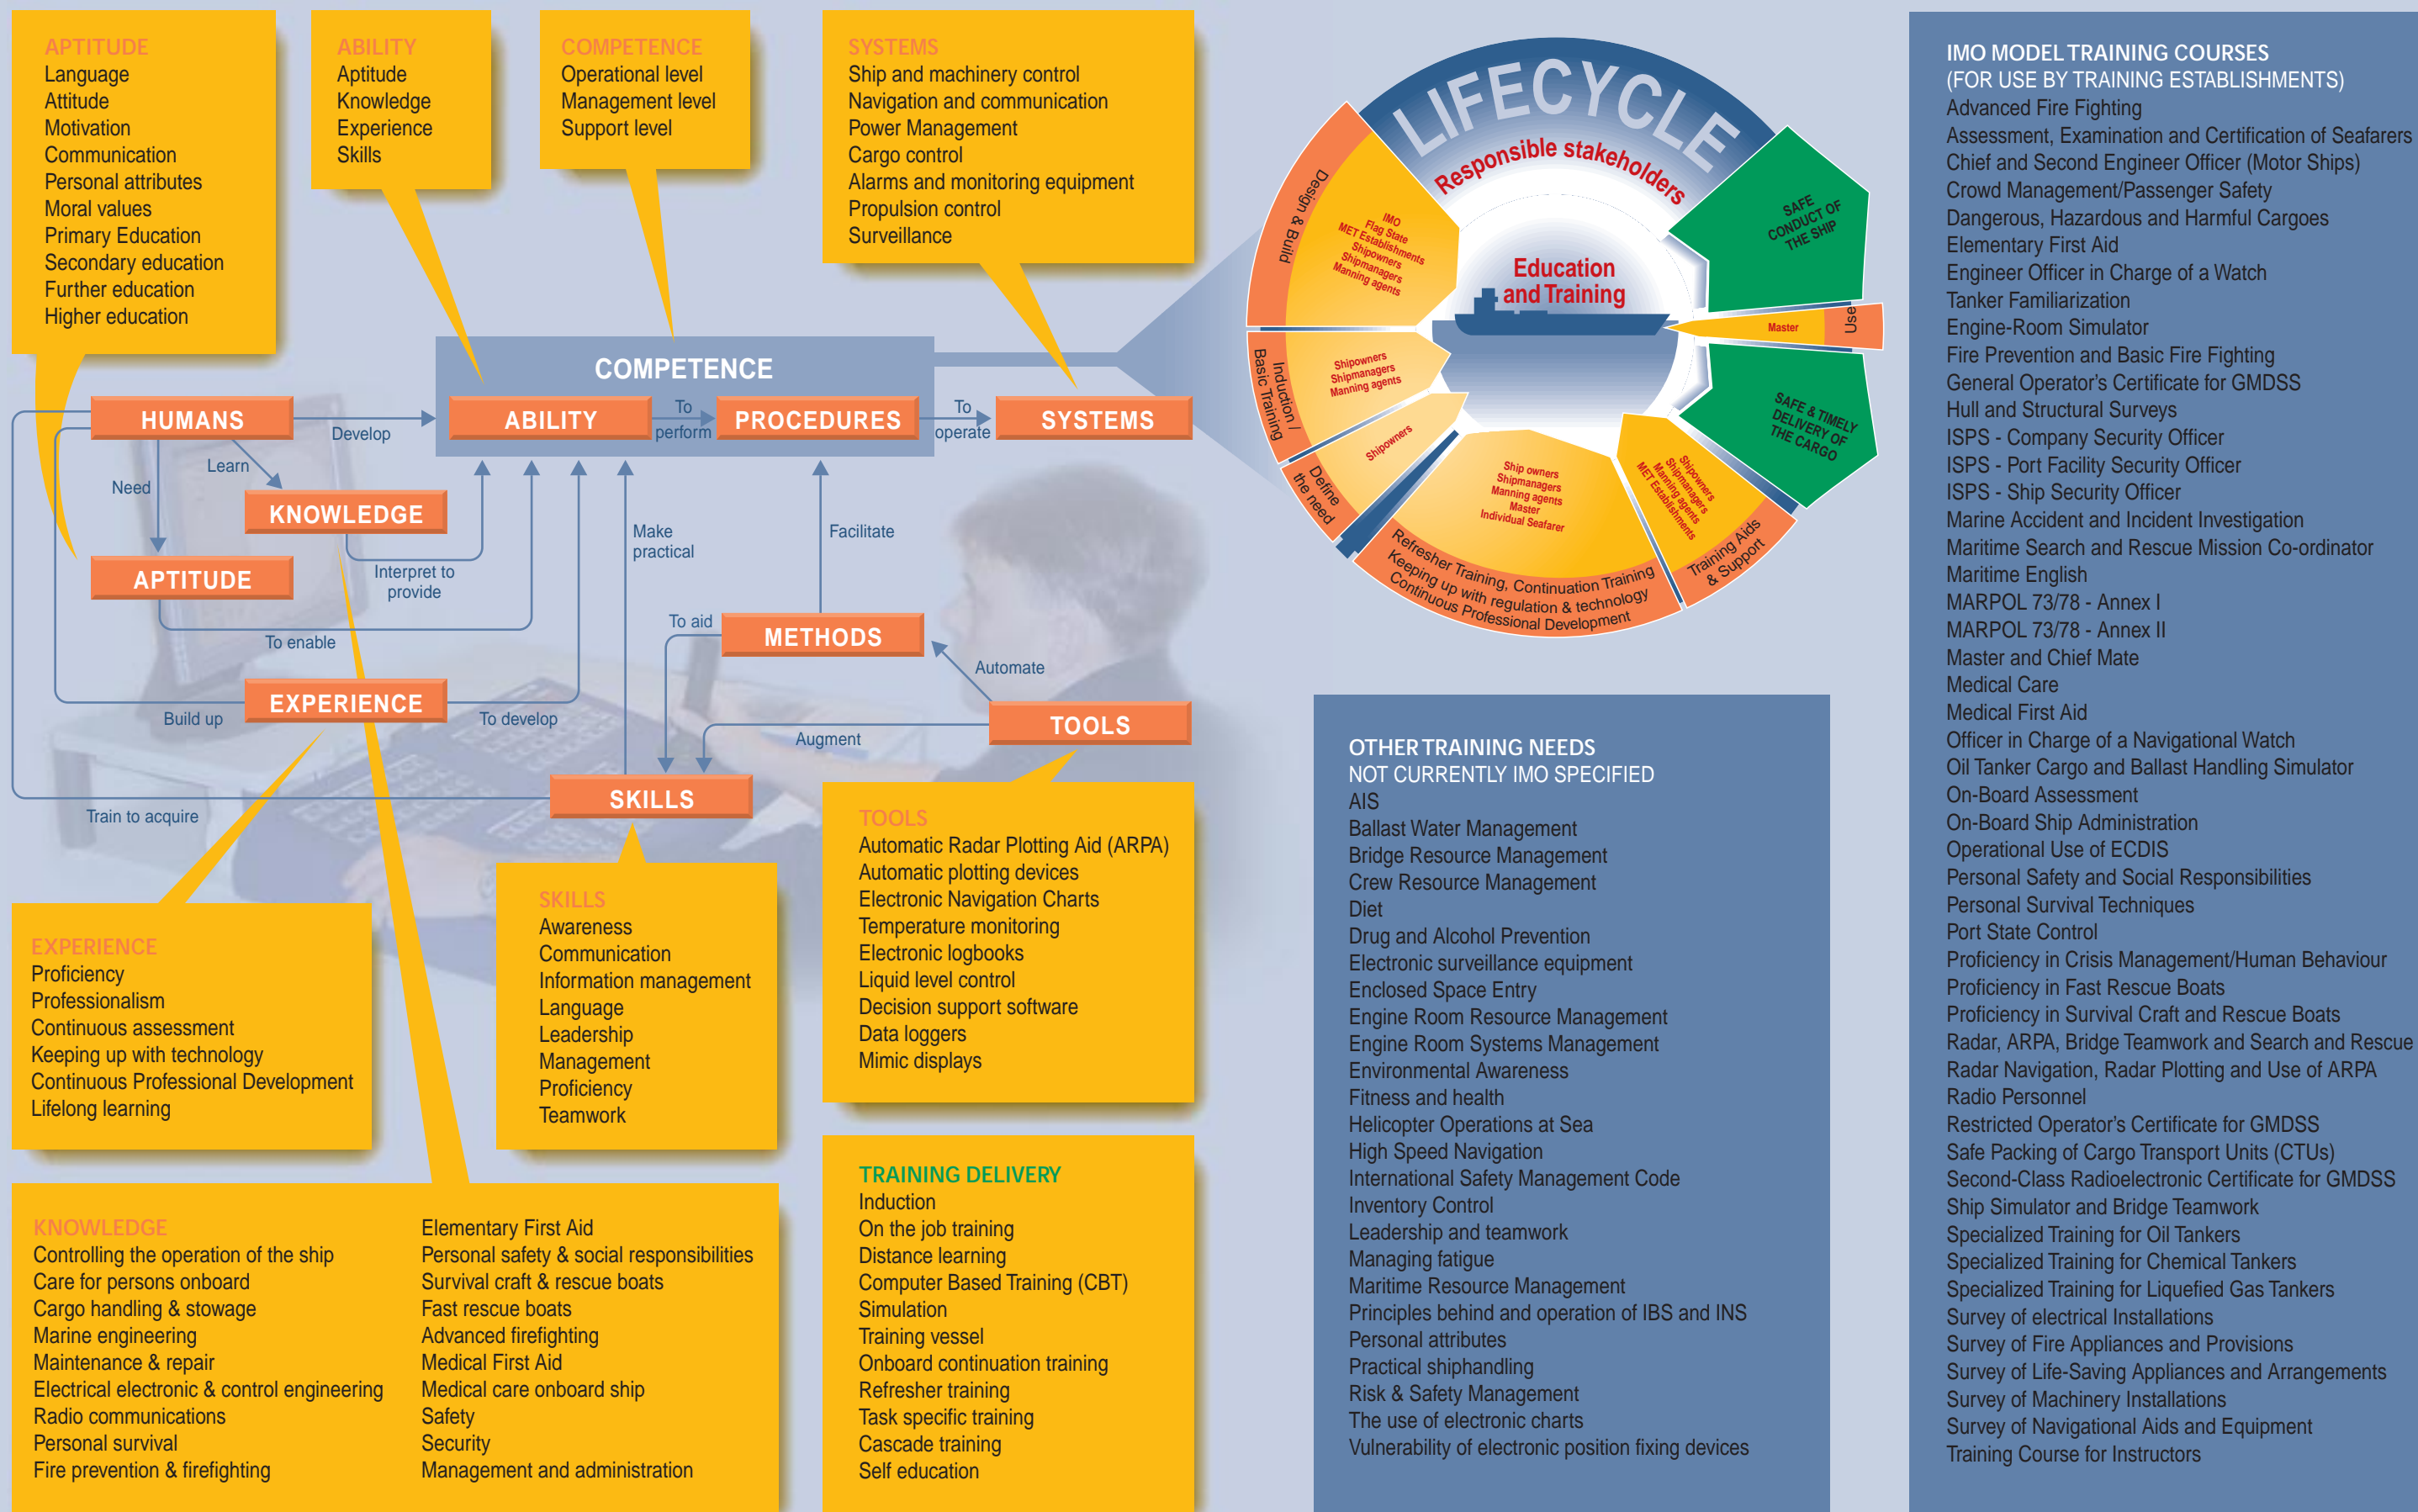 APTITUDE
Language
Attitude
Motivation
Communication
Personal attributes
Moral values
Primary Education
Secondary education
Further education
Higher education
ABILITY
Aptitude
Knowledge
Experience
Skills
COMPETENCE
Operational level
Management level
Support level
SYSTEMS
Ship and machinery control
Navigation and communication
Power Management
Cargo control
Alarms and monitoring equipment
Propulsion control
Surveillance
COMPETENCE
HUMANS
Develop
ABILITY
To
perform
PROCEDURES
To
operate
SYSTEMS
Need
Learn
KNOWLEDGE
Interpret to
provide
APTITUDE
To enable
Make
practical
Facilitate
To aid
METHODS
Automate
EXPERIENCE
Build up
To develop
TOOLS
Augment
SKILLS
Train to acquire
EXPERIENCE
Proficiency
Professionalism
Continuous assessment
Keeping up with technology
Continuous Professional Development
Lifelong learning
SKILLS
Awareness
Communication
Information management
Language
Leadership
Management
Proficiency
Teamwork
TOOLS
Automatic Radar Plotting Aid (ARPA)
Automatic plotting devices
Electronic Navigation Charts
Temperature monitoring
Electronic logbooks
Liquid level control
Decision support software
Data loggers
Mimic displays
KNOWLEDGE
Controlling the operation of the ship
Care for persons onboard
Cargo handling & stowage
Marine engineering
Maintenance & repair
Electrical electronic & control engineering
Radio communications
Personal survival
Fire prevention & firefighting
Elementary First Aid
Personal safety & social responsibilities
Survival craft & rescue boats
Fast rescue boats
Advanced firefighting
Medical First Aid
Medical care onboard ship
Safety
Security
Management and administration
TRAINING DELIVERY
Induction
On the job training
Distance learning
Computer Based Training (CBT)
Simulation
Training vessel
Onboard continuation training
Refresher training
Task specific training
Cascade training
Self education
LIFECYCLE
Responsible stakeholders
Education
and Training
Design & Build
IMO
Flag State
MET Establishments
Shipowners
Shipmanagers
Manning agents
Induction /
Basic Training
Shipowners
Shipmanagers
Manning agents
Define
the need
Shipowners
Ship owners
Shipmanagers
Manning agents
Master
Individual Seafarer
Refresher Training, Continuation Training
Keeping up with regulation & technology
Continuous Professional Development
Shipowners
Shipmanagers
Manning agents
MET Establishments
Training Aids
& Support
SAFE & TIMELY
DELIVERY OF
THE CARGO
Master
Use
SAFE
CONDUCT OF
THE SHIP
OTHER TRAINING NEEDS
NOT CURRENTLY IMO SPECIFIED
AIS
Ballast Water Management
Bridge Resource Management
Crew Resource Management
Diet
Drug and Alcohol Prevention
Electronic surveillance equipment
Enclosed Space Entry
Engine Room Resource Management
Engine Room Systems Management
Environmental Awareness
Fitness and health
Helicopter Operations at Sea
High Speed Navigation
International Safety Management Code
Inventory Control
Leadership and teamwork
Managing fatigue
Maritime Resource Management
Principles behind and operation of IBS and INS
Personal attributes
Practical shiphandling
Risk & Safety Management
The use of electronic charts
Vulnerability of electronic position fixing devices
IMO MODEL TRAINING COURSES
(FOR USE BY TRAINING ESTABLISHMENTS)
Advanced Fire Fighting
Assessment, Examination and Certification of Seafarers
Chief and Second Engineer Officer (Motor Ships)
Crowd Management/Passenger Safety
Dangerous, Hazardous and Harmful Cargoes
Elementary First Aid
Engineer Officer in Charge of a Watch
Tanker Familiarization
Engine-Room Simulator
Fire Prevention and Basic Fire Fighting
General Operator's Certificate for GMDSS
Hull and Structural Surveys
ISPS - Company Security Officer
ISPS - Port Facility Security Officer
ISPS - Ship Security Officer
Marine Accident and Incident Investigation
Maritime Search and Rescue Mission Co-ordinator
Maritime English
MARPOL 73/78 - Annex I
MARPOL 73/78 - Annex II
Master and Chief Mate
Medical Care
Medical First Aid
Officer in Charge of a Navigational Watch
Oil Tanker Cargo and Ballast Handling Simulator
On-Board Assessment
On-Board Ship Administration
Operational Use of ECDIS
Personal Safety and Social Responsibilities
Personal Survival Techniques
Port State Control
Proficiency in Crisis Management/Human Behaviour
Proficiency in Fast Rescue Boats
Proficiency in Survival Craft and Rescue Boats
Radar, ARPA, Bridge Teamwork and Search and Rescue
Radar Navigation, Radar Plotting and Use of ARPA
Radio Personnel
Restricted Operator's Certificate for GMDSS
Safe Packing of Cargo Transport Units (CTUs)
Second-Class Radioelectronic Certificate for GMDSS
Ship Simulator and Bridge Teamwork
Specialized Training for Oil Tankers
Specialized Training for Chemical Tankers
Specialized Training for Liquefied Gas Tankers
Survey of electrical Installations
Survey of Fire Appliances and Provisions
Survey of Life-Saving Appliances and Arrangements
Survey of Machinery Installations
Survey of Navigational Aids and Equipment
Training Course for Instructors